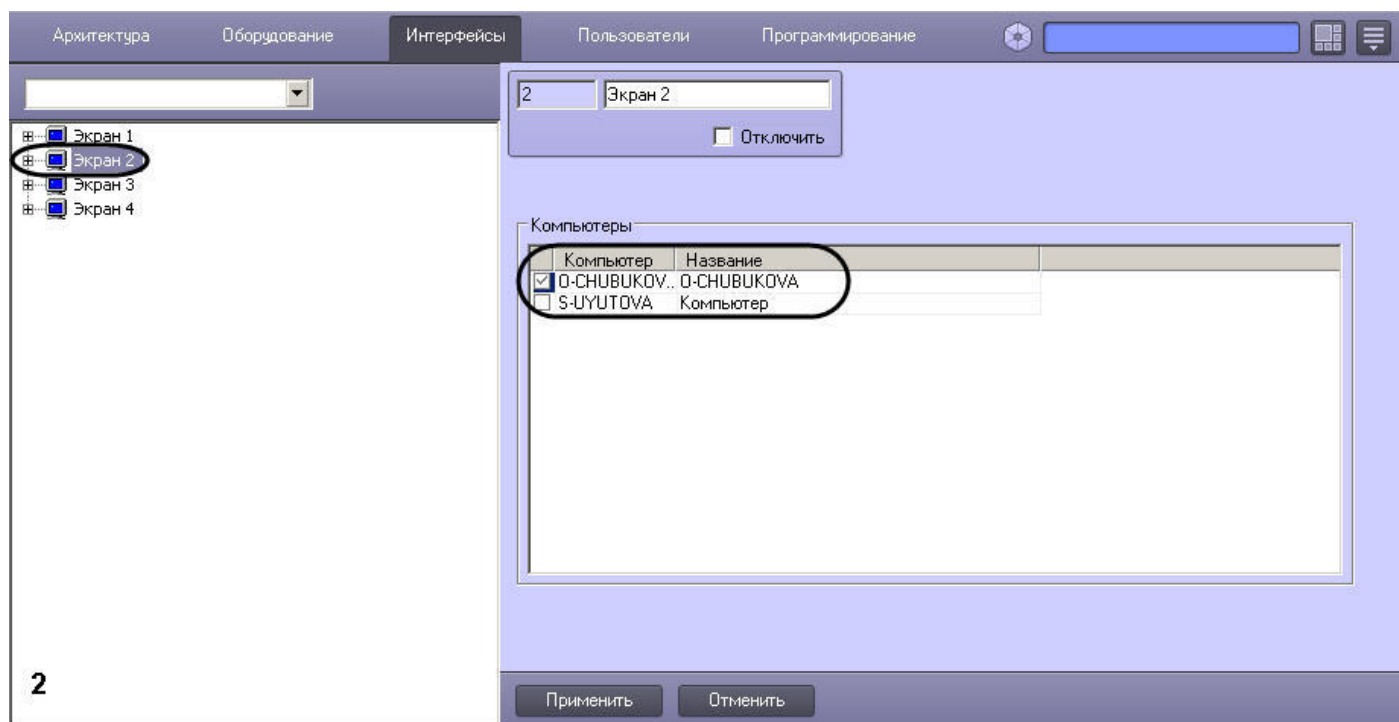 Архитектура Оборудование Интерфейсы Пользователи Программирование
2 Экран 2
Отключить
Экран 1
Экран 2
Экран 3
Экран 4
Компьютеры
Компьютер Название
O-CHUBUKOV.. O-CHUBUKOVA
S-UYUTOVA Компьютер
2
Применить Отменить